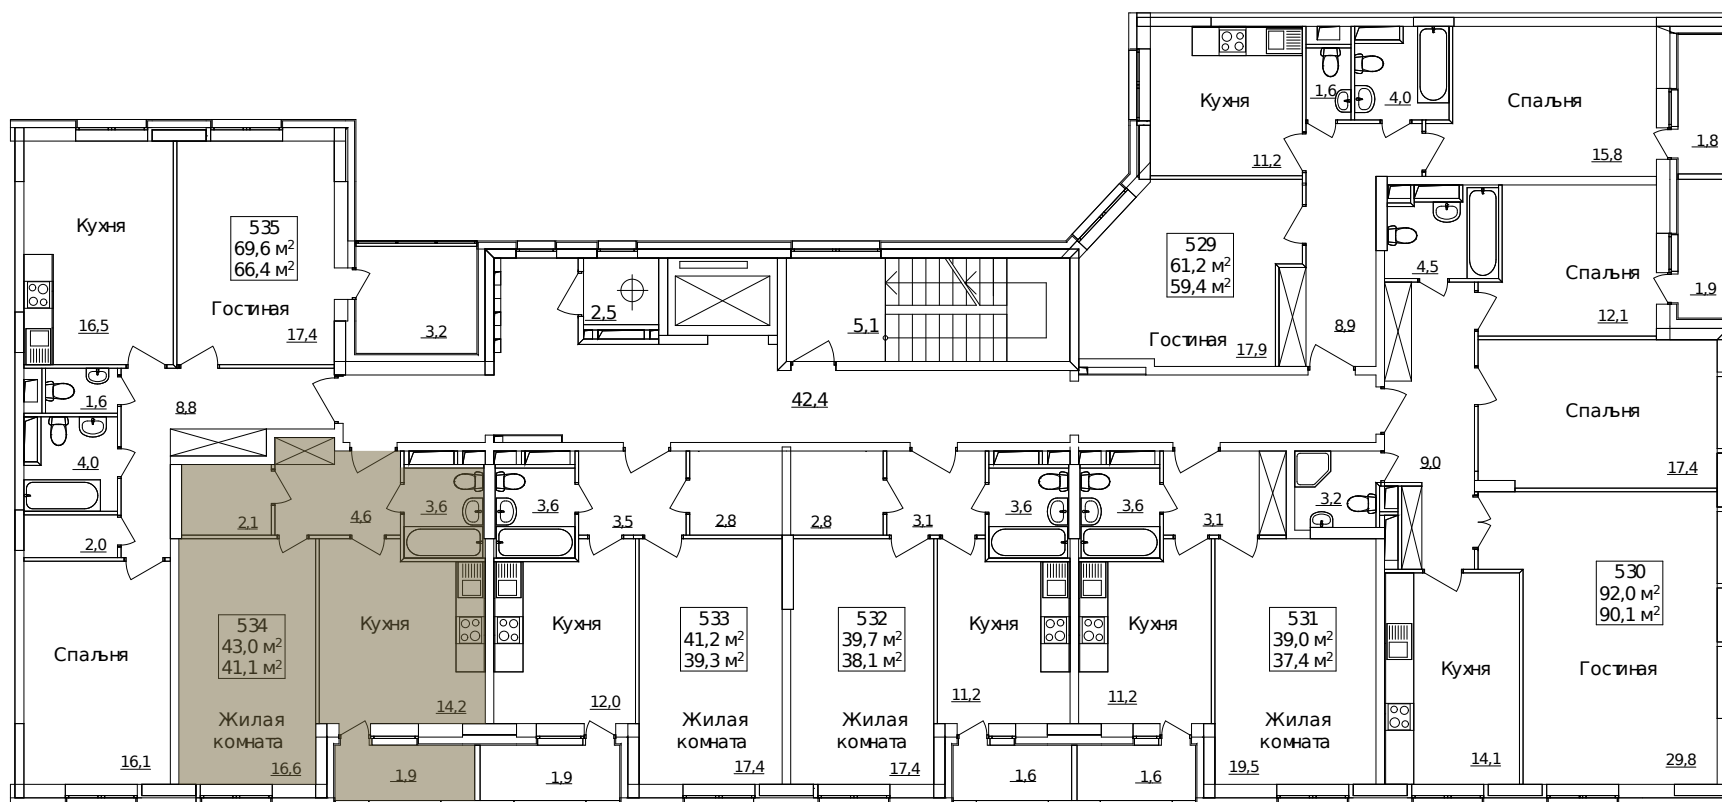 Кухня
1,6
4,0
Спальня
11,2
15,8
1,8
Кухня
535
69,6 м²
66,4 м²
Гостиная
16,5
17,4
3,2
2,5
5,1
529
61,2 м²
59,4 м²
Гостиная
17,9
8,9
4,5
Спальня
12,1
1,9
1,6
8,8
42,4
Спальня
17,4
4,0
2,0
2,1
4,6
3,6
3,6
3,5
2,8
2,8
3,1
3,6
3,6
3,1
3,2
9,0
Спальня
16,1
534
43,0 м²
41,1 м²
Жилая
комната
16,6
Кухня
14,2
1,9
Кухня
12,0
1,9
533
41,2 м²
39,3 м²
Жилая
комната
17,4
532
39,7 м²
38,1 м²
Жилая
комната
17,4
Кухня
11,2
1,6
Кухня
11,2
1,6
531
39,0 м²
37,4 м²
Жилая
комната
19,5
Кухня
14,1
530
92,0 м²
90,1 м²
Гостиная
29,8